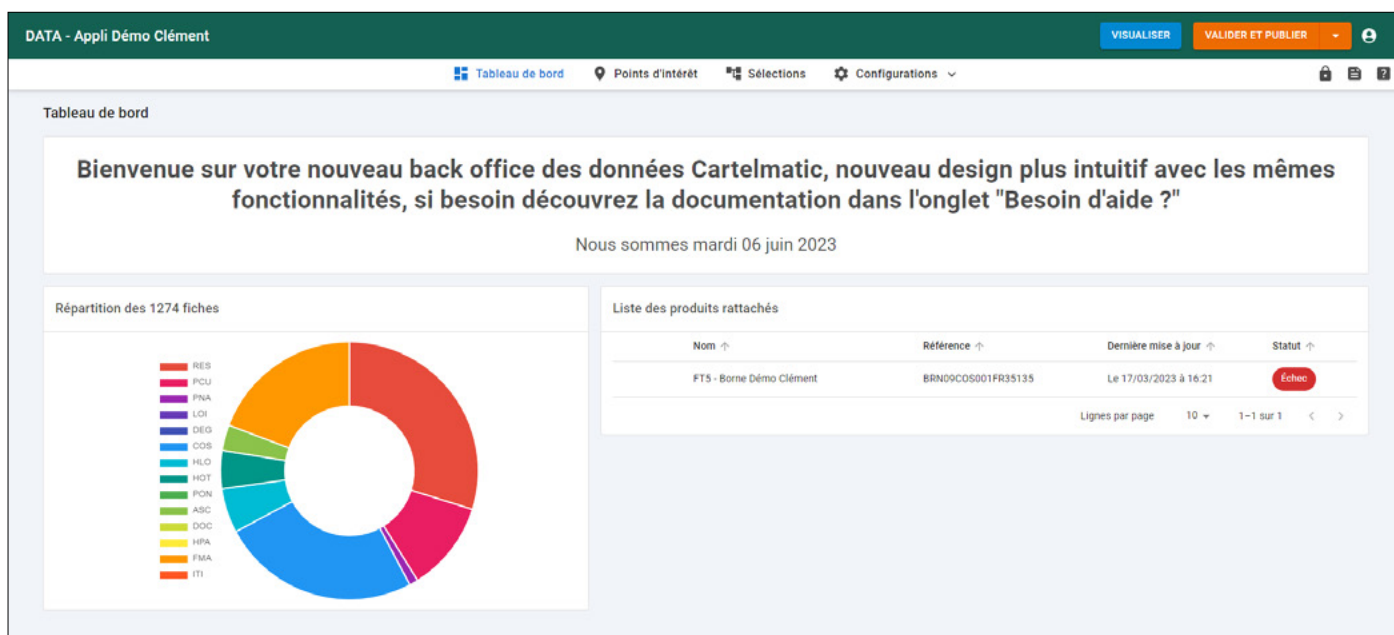 DATA - Appli Démo Clément
VISUALISER
VALIDER ET PUBLIER
Tableau de bord
Points d'intérêt
Sélections
Configurations
Tableau de bord
Bienvenue sur votre nouveau back office des données Cartelmatic, nouveau design plus intuitif avec les mêmes
fonctionnalités, si besoin découvrez la documentation dans l'onglet "Besoin d'aide ?"
Nous sommes mardi 06 juin 2023
Répartition des 1274 fiches
RES
PCU
PNA
LOI
DEG
COS
HLO
HOT
PON
ASC
DOC
HPA
FMA
ITI
Liste des produits rattachés
Nom Référence Dernière mise à jour Statut
FT5 - Borne Démo Clément BRN09COS001FR35135 Le 17/03/2023 à 16:21 Échec
Lignes par page 10 1–1 sur 1